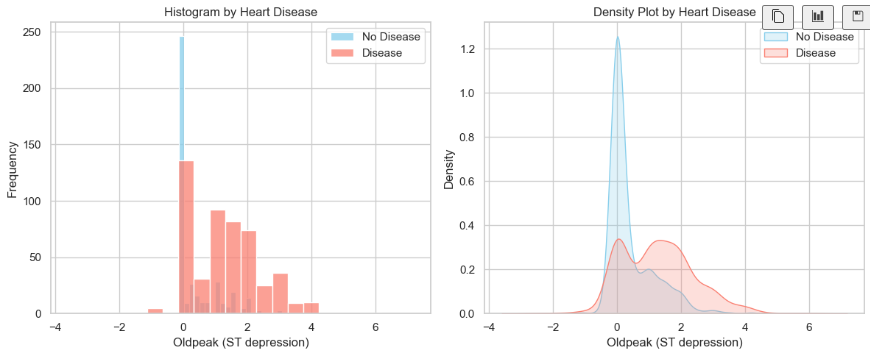 Histogram by Heart Disease
No Disease
Disease
250
200
150
100
50
0
Frequency
−4 −2 0 2 4 6
Oldpeak (ST depression)
Density Plot by Heart Disease
No Disease
Disease
1.2
1.0
0.8
0.6
0.4
0.2
0.0
Density
−4 −2 0 2 4 6
Oldpeak (ST depression)